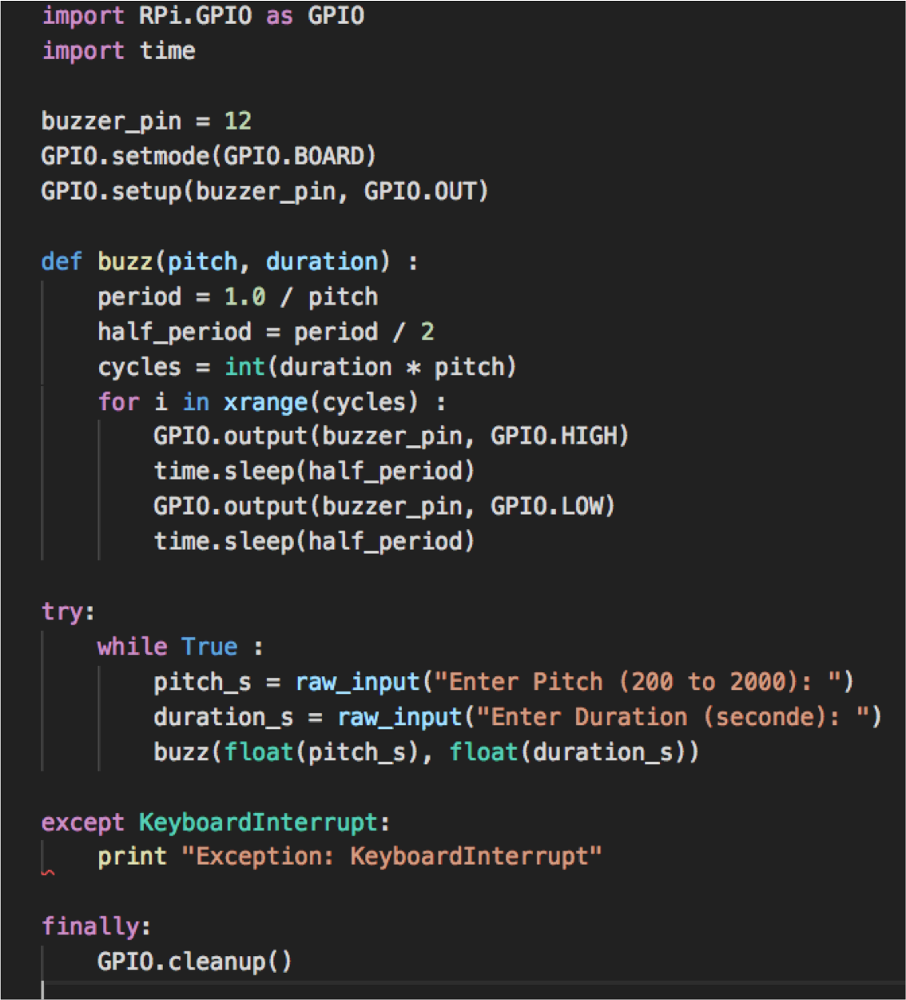 import RPi.GPIO as GPIO
import time
buzzer_pin = 12
GPIO.setmode(GPIO.BOARD)
GPIO.setup(buzzer_pin, GPIO.OUT)
def buzz(pitch, duration) :
    period = 1.0 / pitch
    half_period = period / 2
    cycles = int(duration * pitch)
    for i in xrange(cycles) :
        GPIO.output(buzzer_pin, GPIO.HIGH)
        time.sleep(half_period)
        GPIO.output(buzzer_pin, GPIO.LOW)
        time.sleep(half_period)
try:
    while True :
        pitch_s = raw_input("Enter Pitch (200 to 2000): ")
        duration_s = raw_input("Enter Duration (seconde): ")
        buzz(float(pitch_s), float(duration_s))
except KeyboardInterrupt:
    print "Exception: KeyboardInterrupt"
finally:
    GPIO.cleanup()